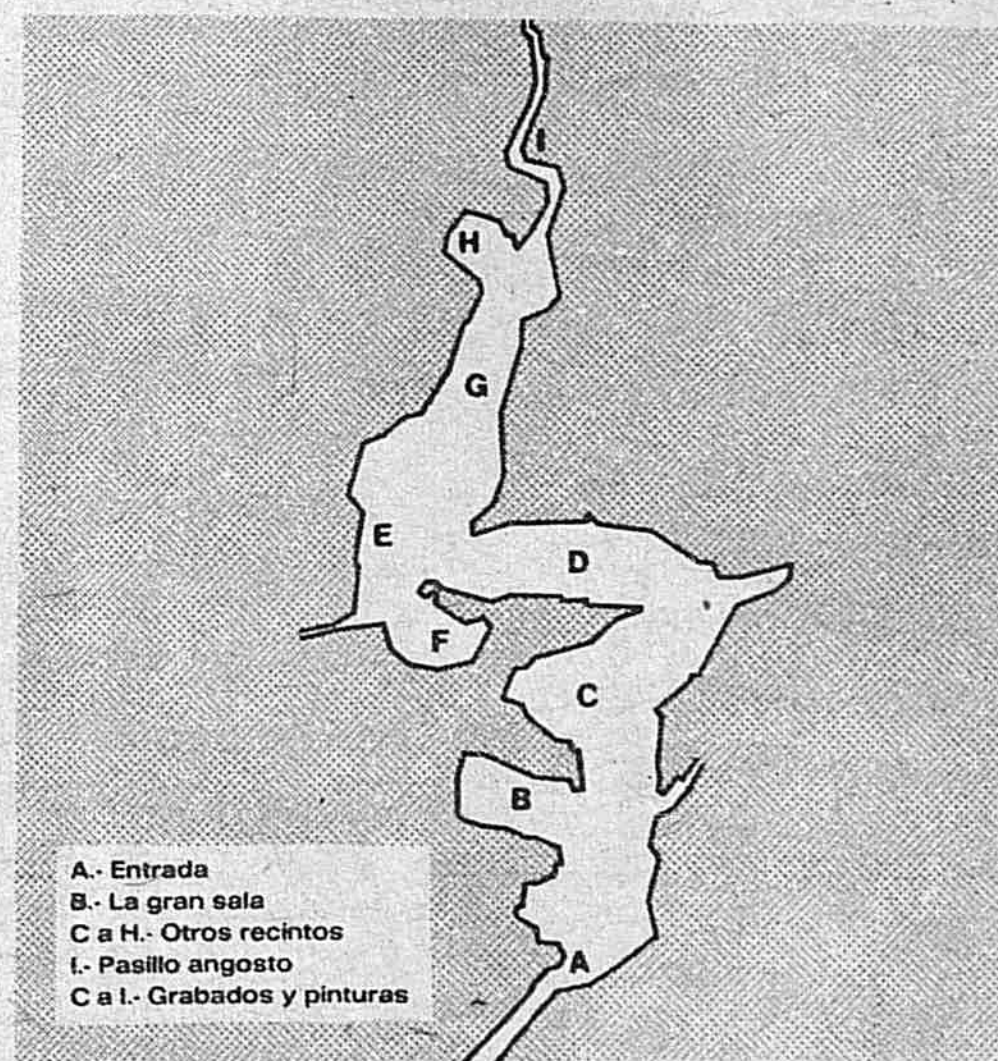 I
H
G
E
D
F
C
B
A
A.- Entrada
B.- La gran sala
C a H.- Otros recintos
I.- Pasillo angosto
C a I.- Grabados y pinturas